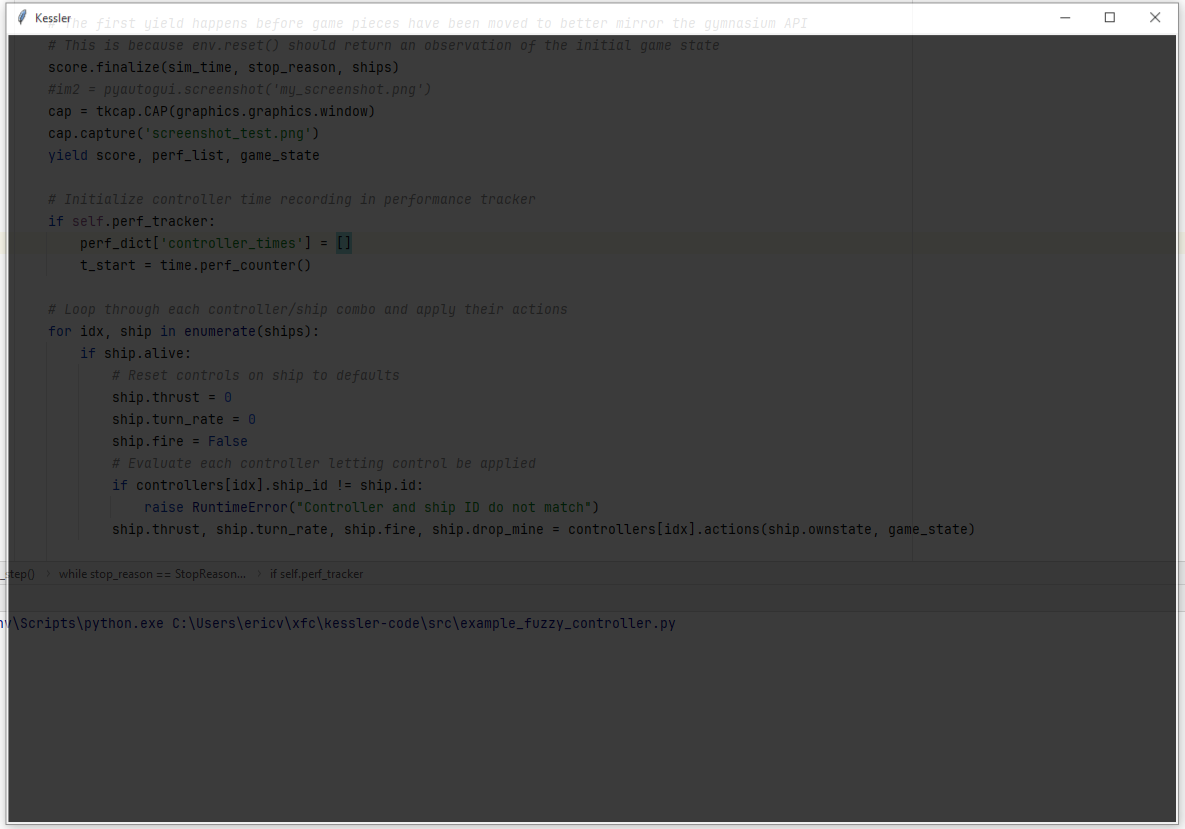 Kessler
# The first yield happens before game pieces have been moved to better mirror the gymnasium API
# This is because env.reset() should return an observation of the initial game state
score.finalize(sim_time, stop_reason, ships)
#im2 = pyautogui.screenshot('my_screenshot.png')
cap = tkcap.CAP(graphics.graphics.window)
cap.capture('screenshot_test.png')
yield score, perf_list, game_state
# Initialize controller time recording in performance tracker
if self.perf_tracker:
perf_dict['controller_times'] = []
t_start = time.perf_counter()
# Loop through each controller/ship combo and apply their actions
for idx, ship in enumerate(ships):
if ship.alive:
# Reset controls on ship to defaults
ship.thrust = 0
ship.turn_rate = 0
ship.fire = False
# Evaluate each controller letting control be applied
if controllers[idx].ship_id != ship.id:
raise RuntimeError("Controller and ship ID do not match")
ship.thrust, ship.turn_rate, ship.fire, ship.drop_mine = controllers[idx].actions(ship.ownstate, game_state)
_step() > while stop_reason == StopReason... > if self.perf_tracker
nv\Scripts\python.exe C:\Users\ericv\xfc\kessler-code\src\example_fuzzy_controller.py